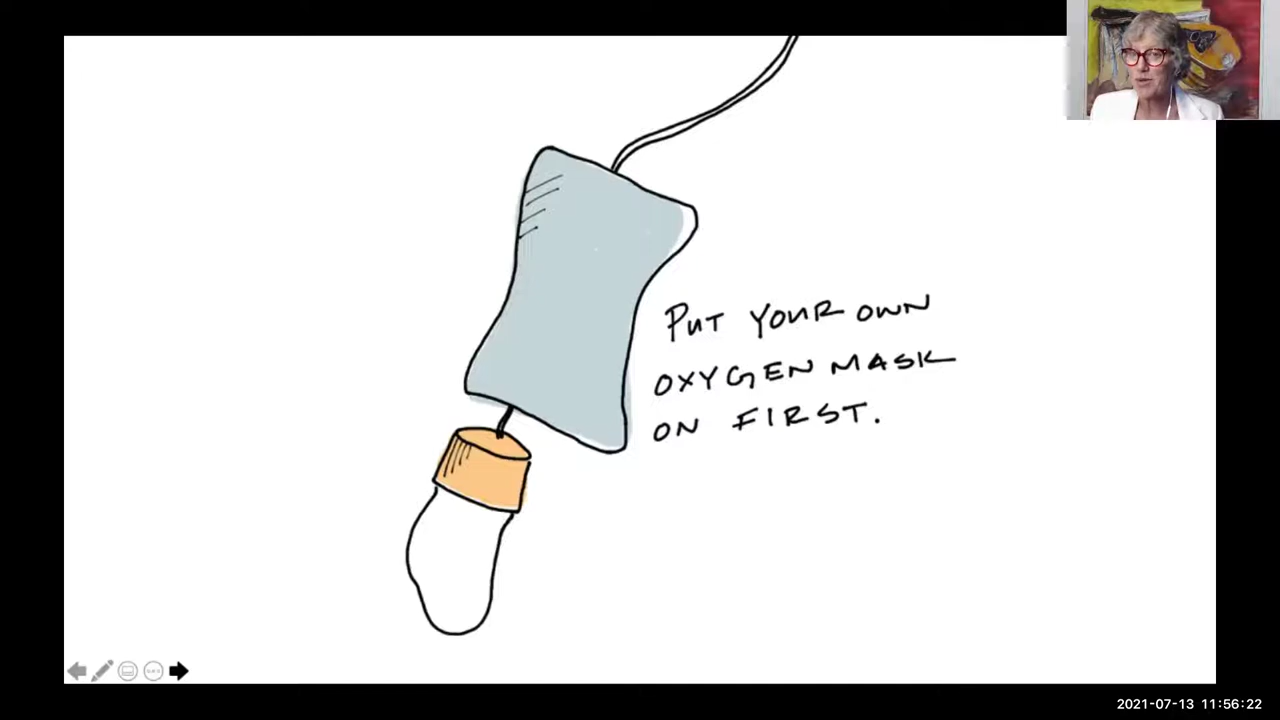 PUT YOUR OWN
OXYGEN MASK
ON FIRST.
2021-07-13 11:56:22